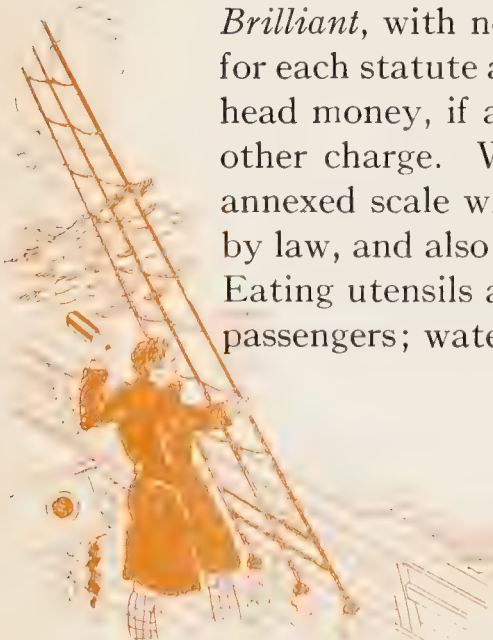 Brilliant, with n
for each statute a
head money, if a
other charge. W
annexed scale w
by law, and also
Eating utensils a
passengers; wate